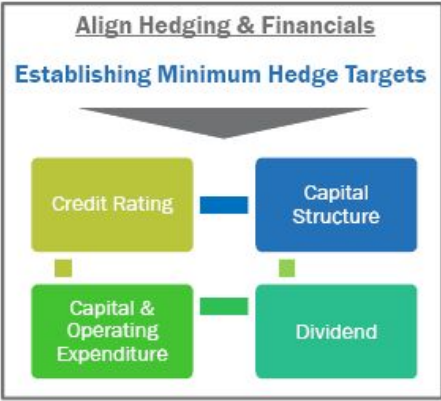 Align Hedging & Financials
Establishing Minimum Hedge Targets
Credit Rating
Capital
Structure
Capital &
Operating
Expenditure
Dividend